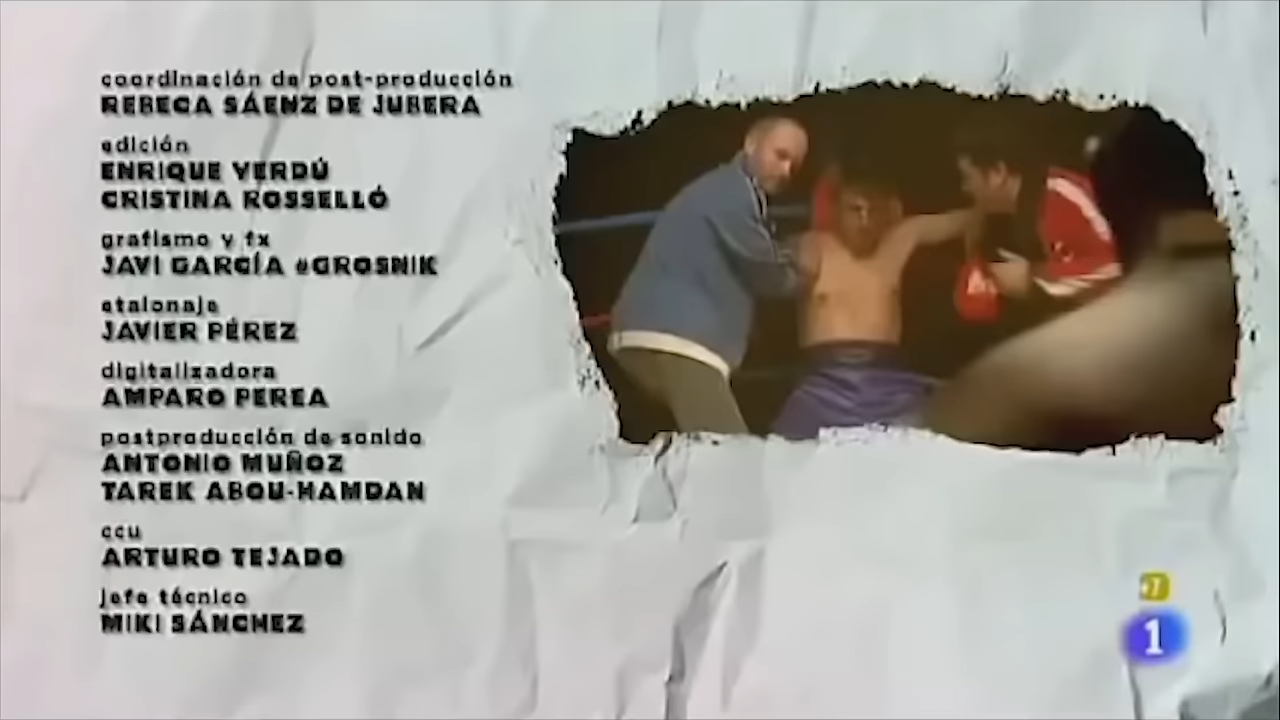 coordinación de post-producción
REBECA SÁENZ DE JUBERA
edición
ENRIQUE VERDÚ
CRISTINA ROSSELLÓ
grafismo y fx
JAVI GARCÍA #GROSNIK
etalonaje
JAVIER PÉREZ
digitalizadora
AMPARO PEREA
postproducción de sonido
ANTONIO MUÑOZ
TAREK ABOU-HAMDAN
ccu
ARTURO TEJADO
jefe técnico
MIKI SÁNCHEZ
+7
1